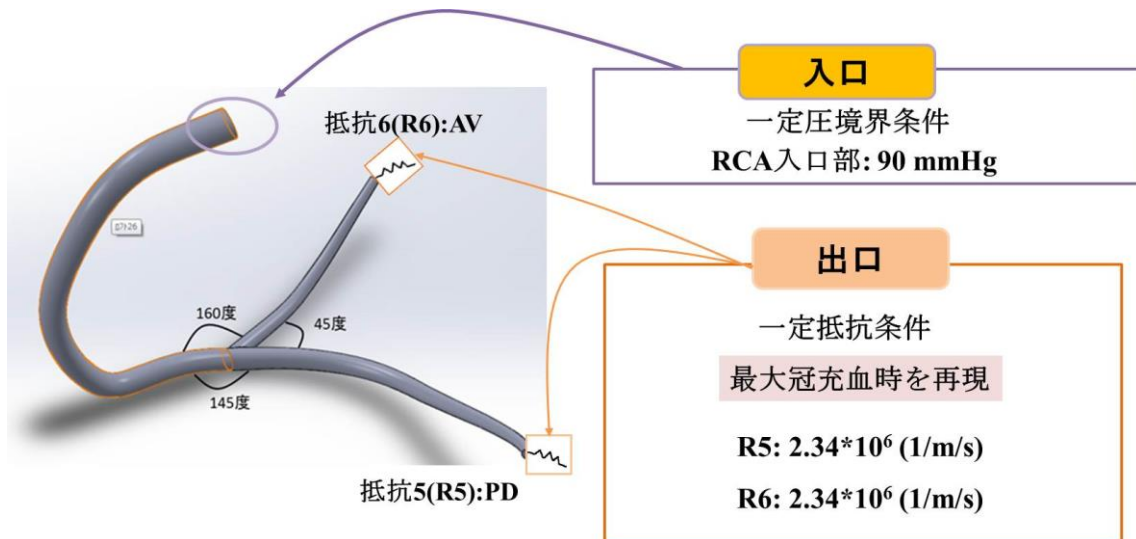 入口
一定圧境界条件
RCA入口部: 90 mmHg
抵抗6(R6):AV
160度
45度
145度
抵抗5(R5):PD
出口
一定抵抗条件
最大冠充血時を再現
R5: 2.34*10⁶ (1/m/s)
R6: 2.34*10⁶ (1/m/s)